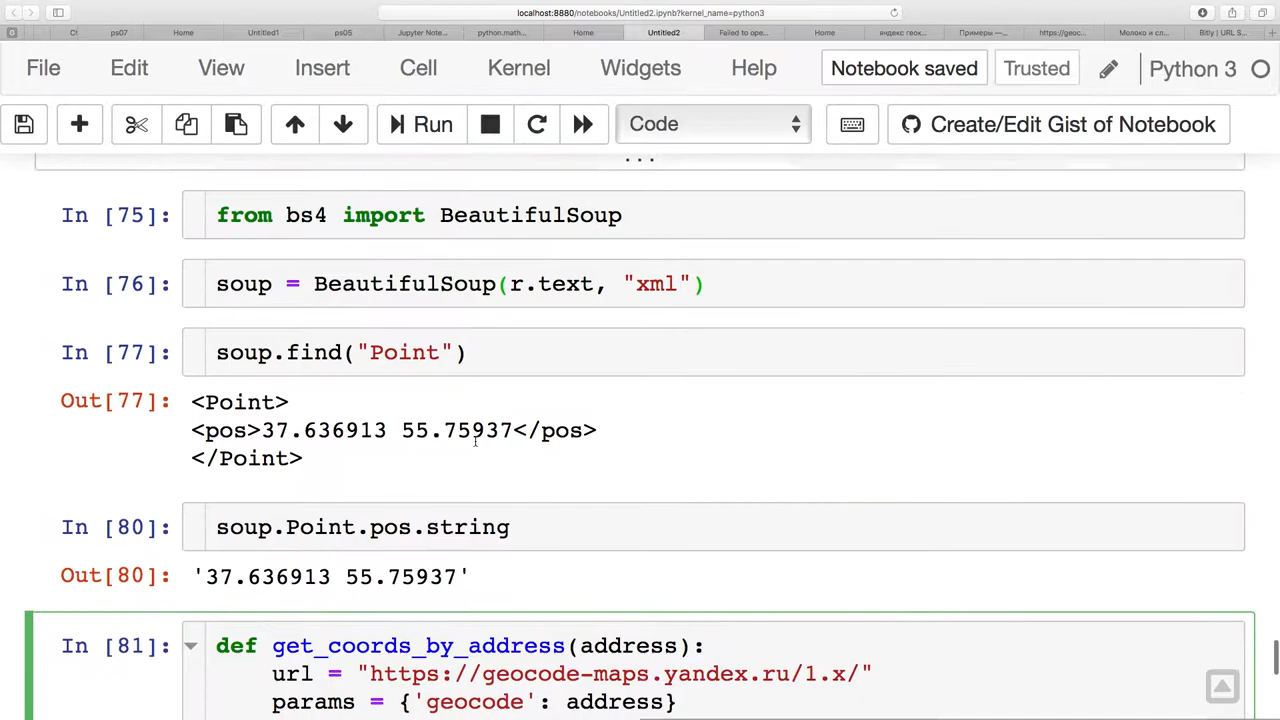 localhost:8880/notebooks/Untitled2.ipynb?kernel_name=python3
ps07
Home
Untitled1
ps05
Jupyter Note...
python.math...
Home
Untitled2
Failed to ope...
Home
яндекс геок...
Примеры —...
https://geoc...
Молоко и сл...
Bitly | URL S...
File Edit View Insert Cell Kernel Widgets Help Notebook saved Trusted Python 3
Run Code Create/Edit Gist of Notebook
...
In [75]: from bs4 import BeautifulSoup
In [76]: soup = BeautifulSoup(r.text, "xml")
In [77]: soup.find("Point")
Out[77]: <Point>
<pos>37.636913 55.75937</pos>
</Point>
In [80]: soup.Point.pos.string
Out[80]: '37.636913 55.75937'
In [81]: def get_coords_by_address(address):
url = "https://geocode-maps.yandex.ru/1.x/"
params = {'geocode': address}